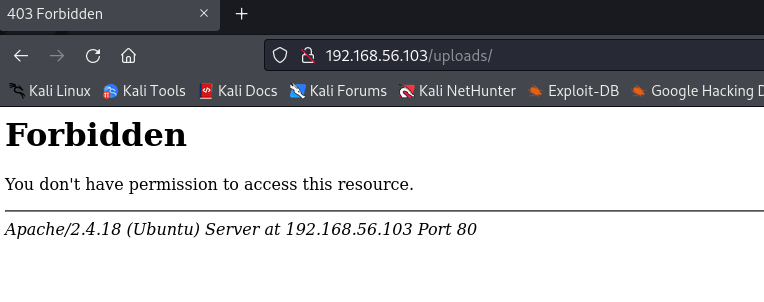 403 Forbidden
192.168.56.103/uploads/
Kali Linux Kali Tools Kali Docs Kali Forums Kali NetHunter Exploit-DB Google Hacking D
Forbidden
You don't have permission to access this resource.
Apache/2.4.18 (Ubuntu) Server at 192.168.56.103 Port 80